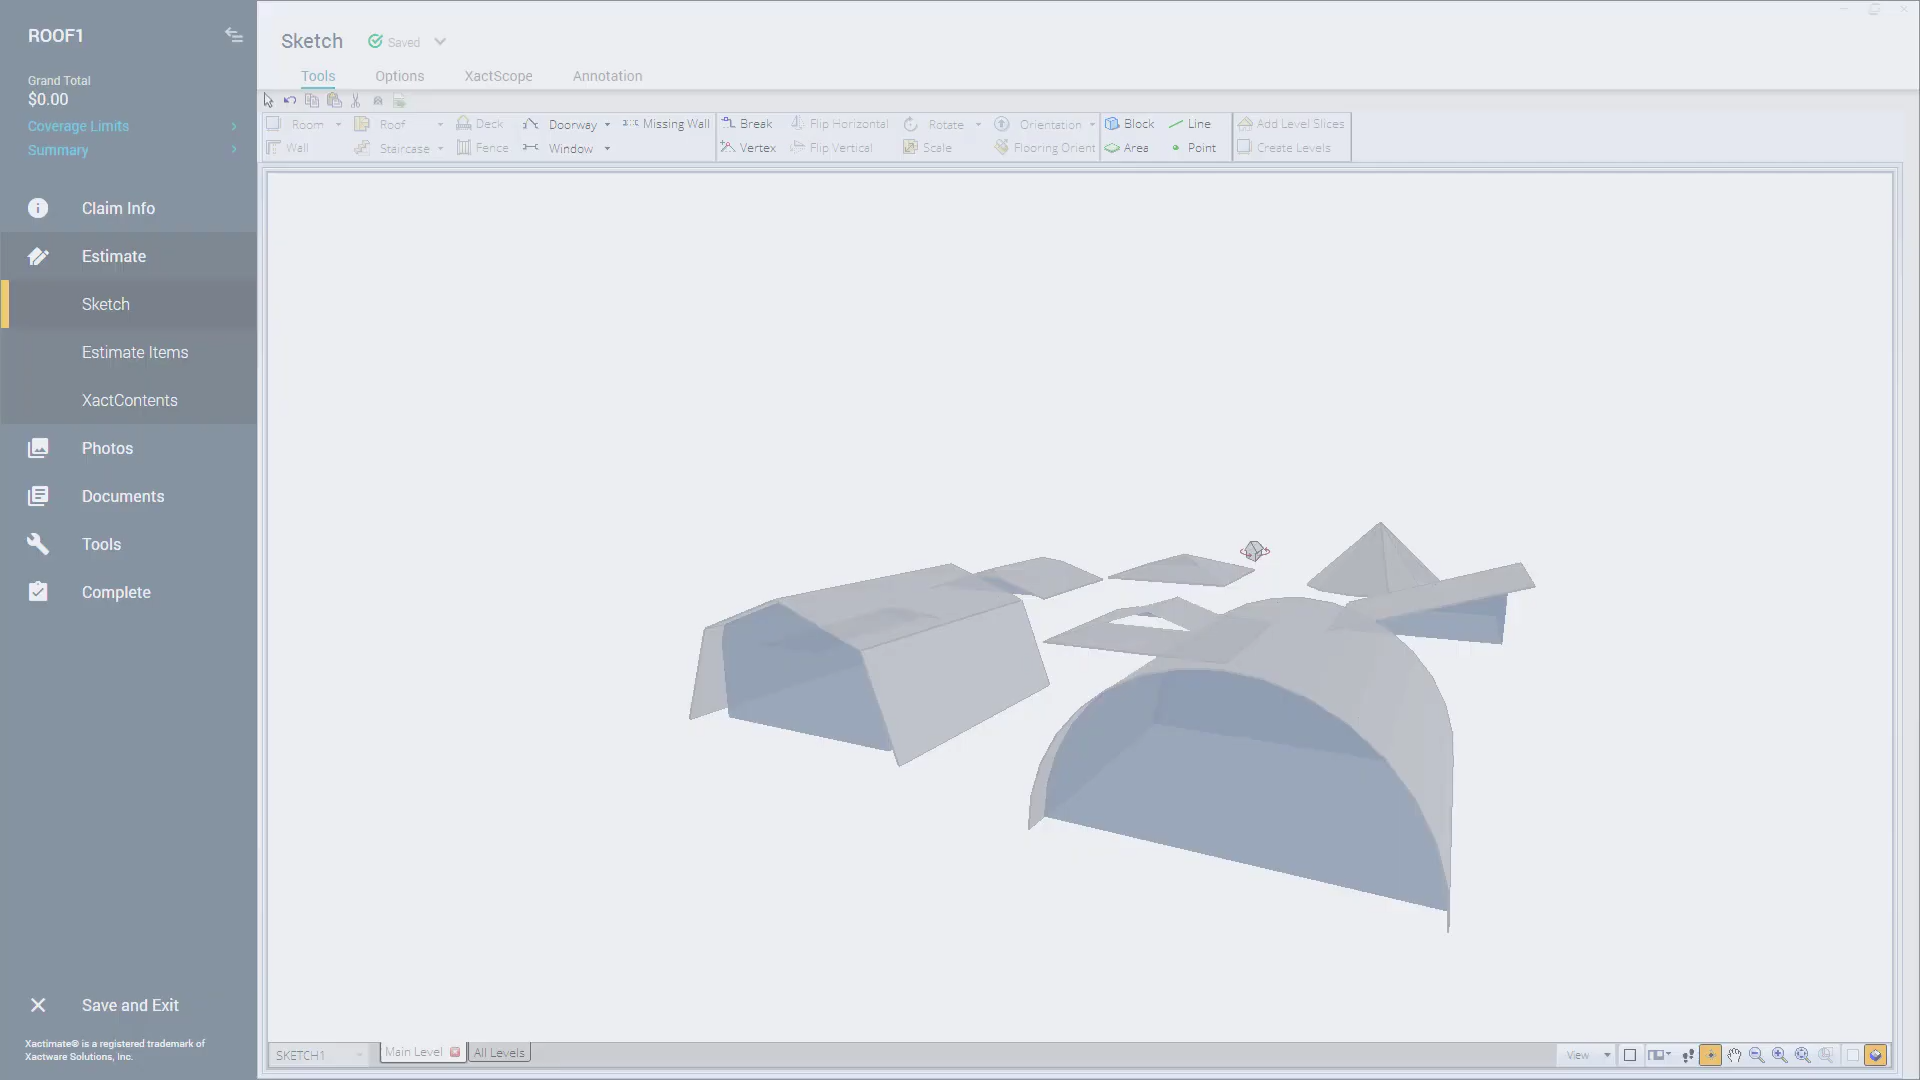 ROOF1
Grand Total
$0.00
Coverage Limits
Summary
Claim Info
Estimate
Sketch
Estimate Items
XactContents
Photos
Documents
Tools
Complete
Save and Exit
Xactimate® is a registered trademark of
Xactware Solutions, Inc.
Sketch Saved
Tools Options XactScope Annotation
Room Roof Deck Doorway Missing Wall Break Flip Horizontal Rotate Orientation Block Line Add Level Slices
Wall Staircase Fence Window Vertex Flip Vertical Scale Flooring Orient Area Point Create Levels
SKETCH1 Main Level All Levels View